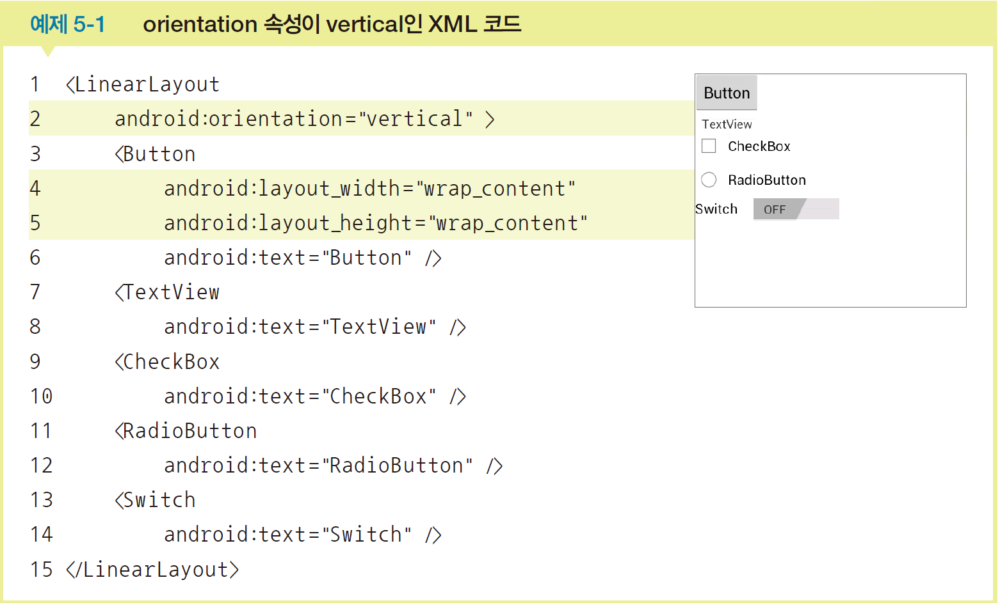 예제 5-1 orientation 속성이 vertical인 XML 코드
1 <LinearLayout
2 android:orientation="vertical" >
3 <Button
4 android:layout_width="wrap_content"
5 android:layout_height="wrap_content"
6 android:text="Button" />
7 <TextView
8 android:text="TextView" />
9 <CheckBox
10 android:text="CheckBox" />
11 <RadioButton
12 android:text="RadioButton" />
13 <Switch
14 android:text="Switch" />
15 </LinearLayout>
Button
TextView
CheckBox
RadioButton
Switch OFF